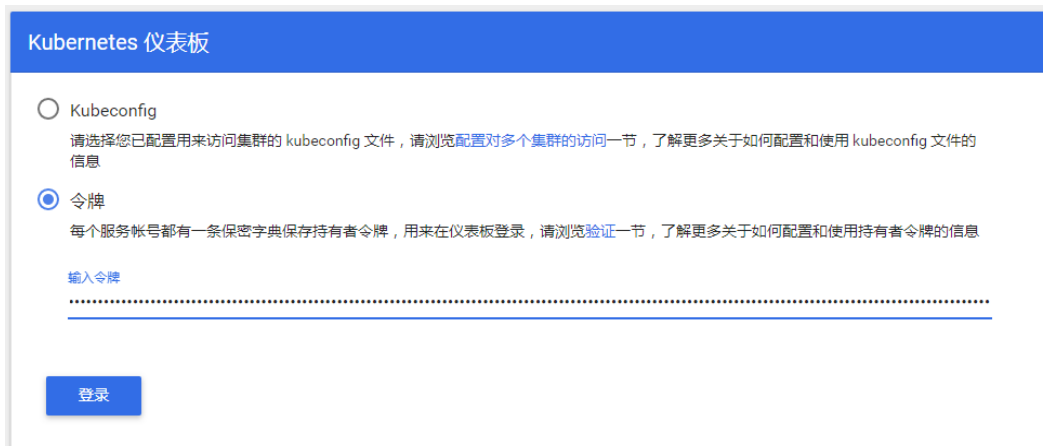 Kubernetes 仪表板
Kubeconfig
请选择您已配置用来访问集群的 kubeconfig 文件，请浏览配置对多个集群的访问一节，了解更多关于如何配置和使用 kubeconfig 文件的
信息
令牌
每个服务帐号都有一条保密字典保存持有者令牌，用来在仪表板登录，请浏览验证一节，了解更多关于如何配置和使用持有者令牌的信息
输入令牌
登录